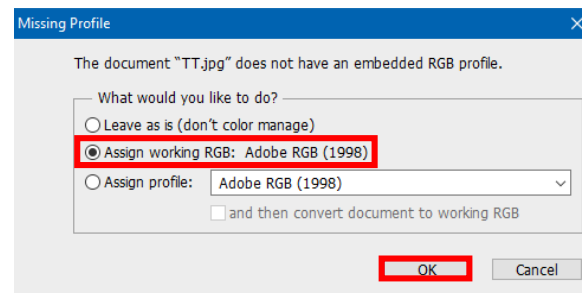 Missing Profile
The document “TT.jpg” does not have an embedded RGB profile.
What would you like to do?
Leave as is (don’t color manage)
Assign working RGB: Adobe RGB (1998)
Assign profile: Adobe RGB (1998)
and then convert document to working RGB
OK Cancel